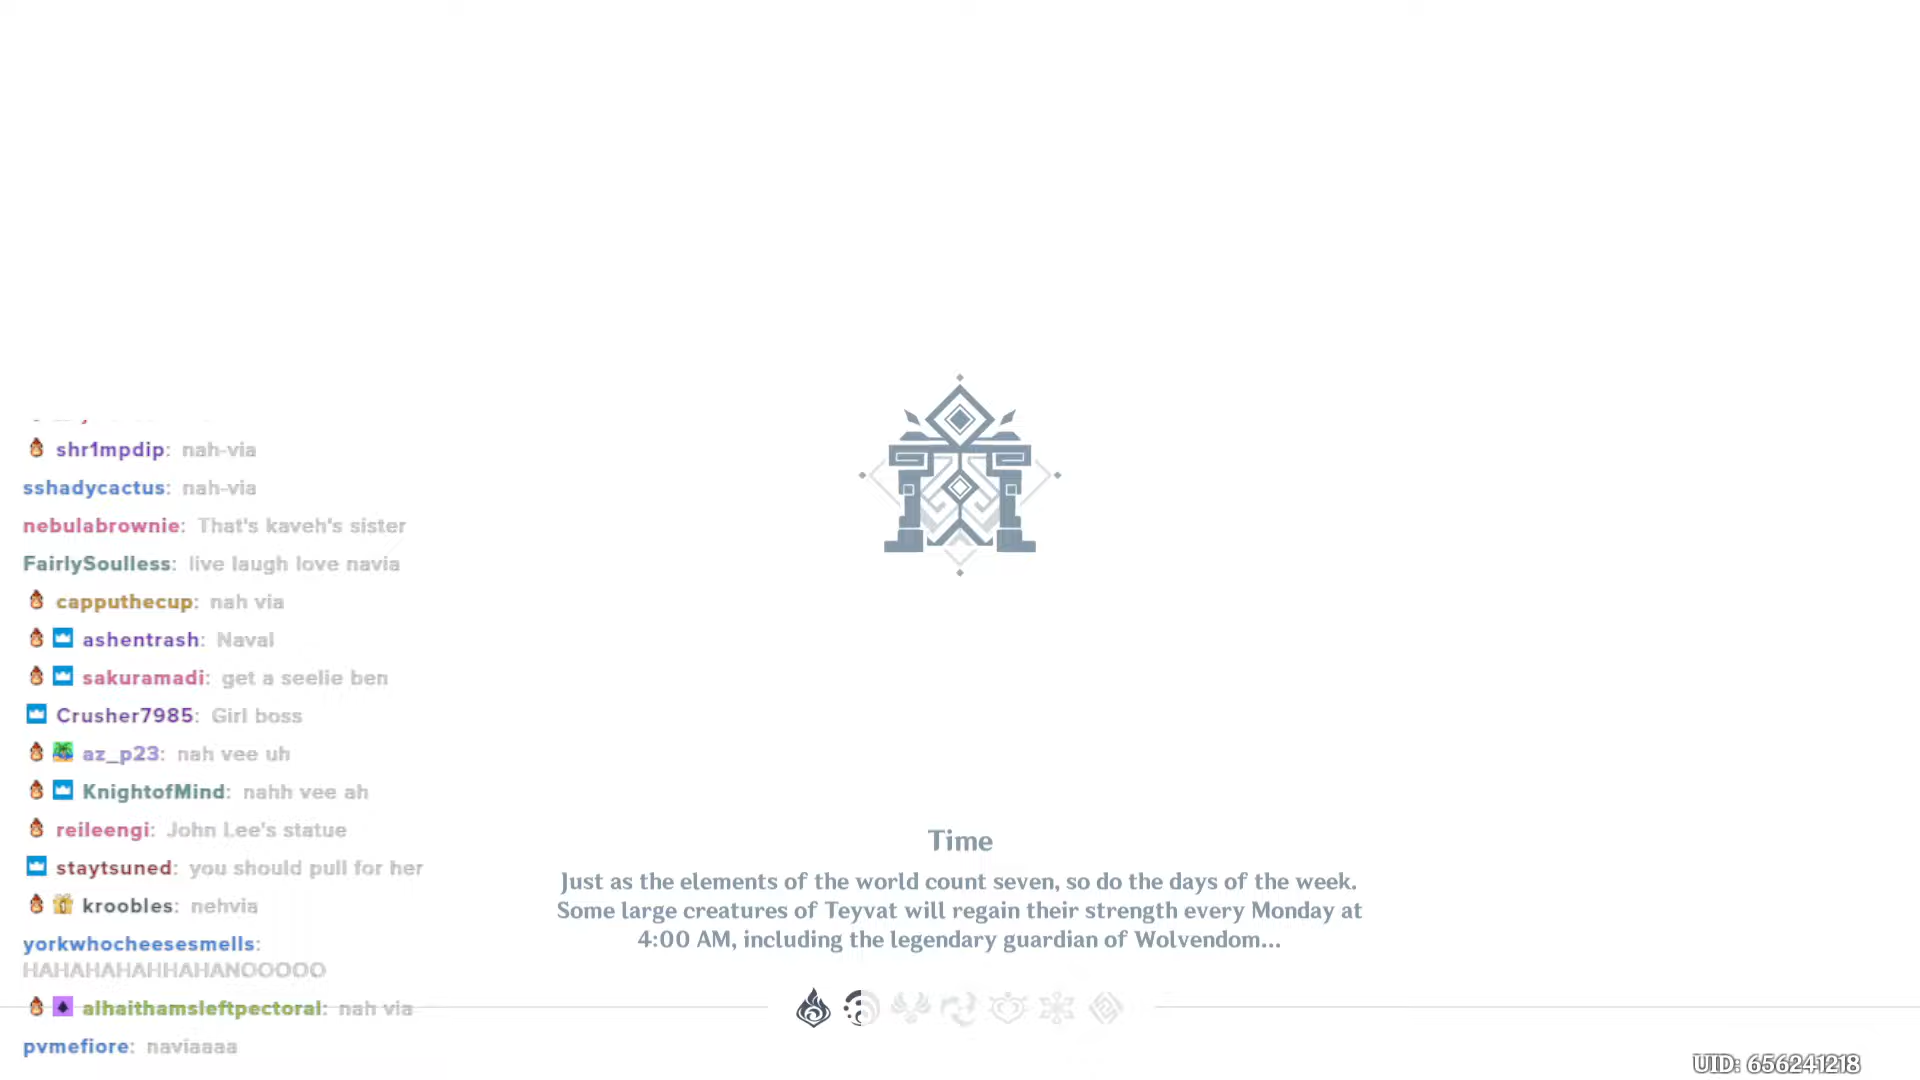 shr1mpdip: nah-via
sshadycactus: nah-via
nebulabrownie: That's kaveh's sister
FairlySoulless: live laugh love navia
capputhecup: nah via
ashentrash: Naval
sakuramadi: get a seelie ben
Crusher7985: Girl boss
az_p23: nah vee uh
KnightofMind: nahh vee ah
reileengi: John Lee's statue
staytsuned: you should pull for her
kroobles: nehvia
yorkwhocheesesmells:
HAHAHAHAHHAHANOOOOO
alhaithamsleftpectoral: nah via
pvmefiore: naviaaaa
Time
Just as the elements of the world count seven, so do the days of the week.
Some large creatures of Teyvat will regain their strength every Monday at
4:00 AM, including the legendary guardian of Wolvendom...
UID: 656241218